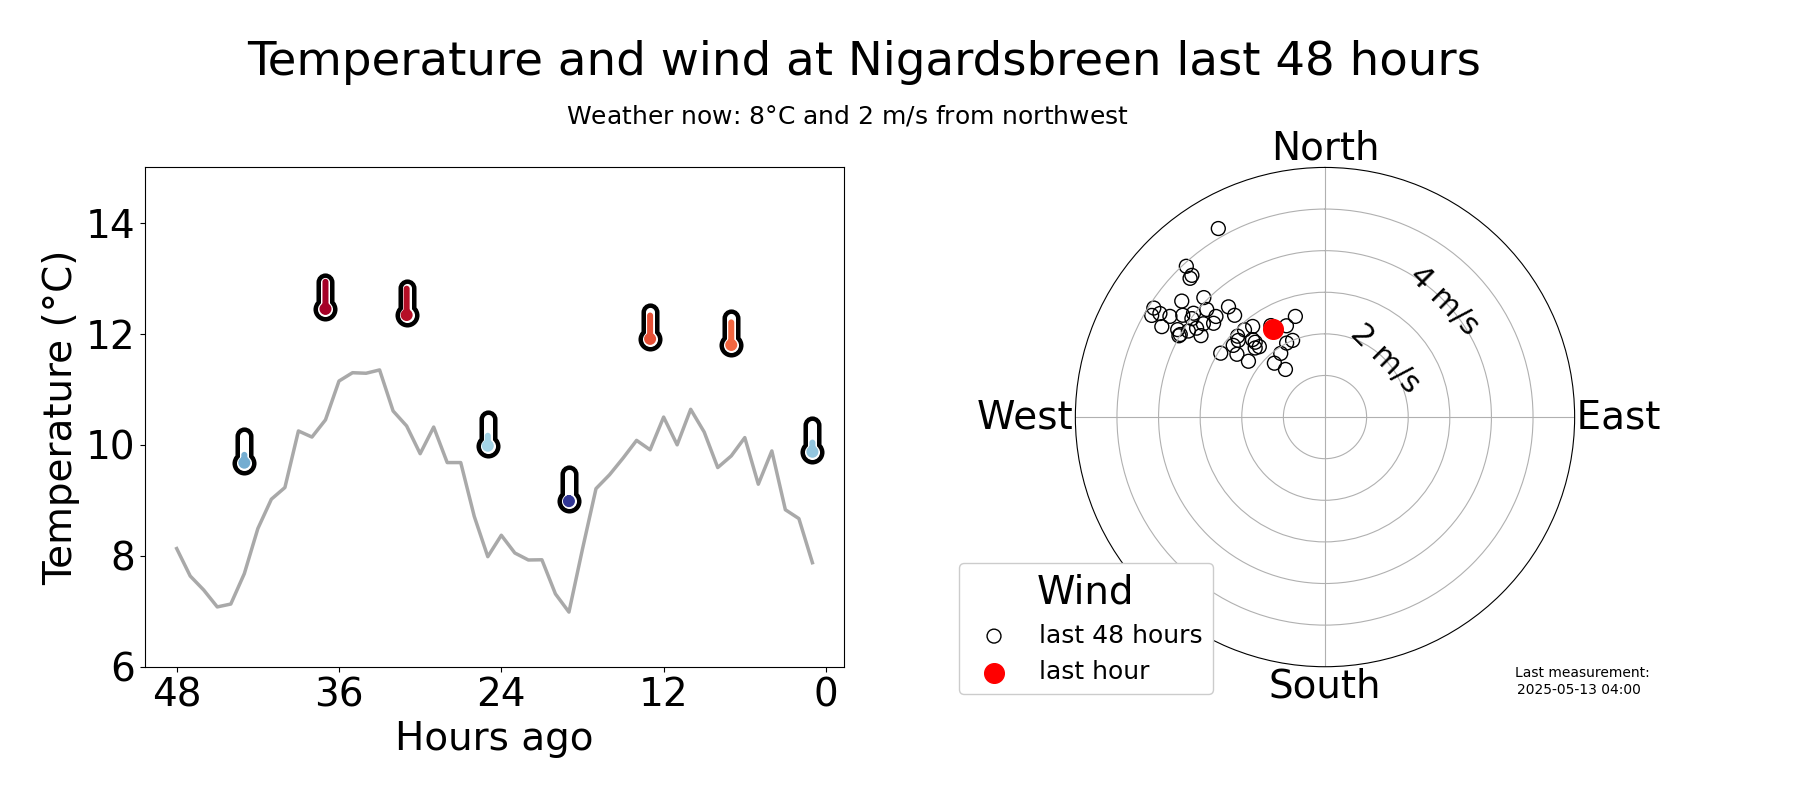 Temperature and wind at Nigardsbreen last 48 hours
Weather now: 8°C and 2 m/s from northwest
Temperature (°C)
14
12
10
8
6
48 36 24 12 0
Hours ago
North
West
East
South
4 m/s
2 m/s
Wind
last 48 hours
last hour
Last measurement:
2025-05-13 04:00